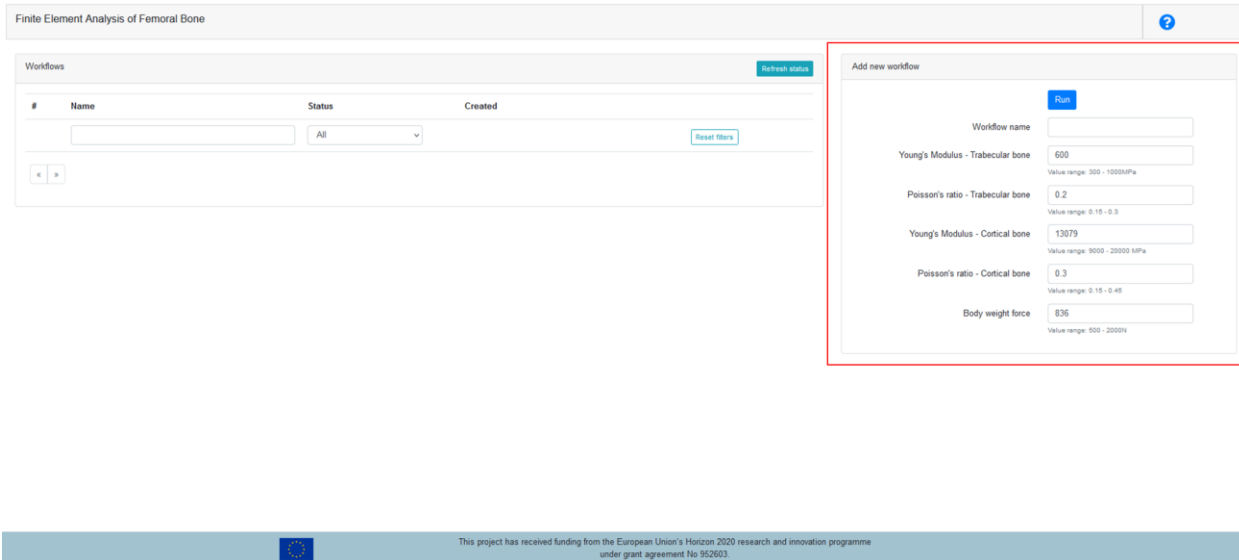 Finite Element Analysis of Femoral Bone
?
Workflows
Refresh status
# Name Status Created
All
Reset filters
« »
Add new workflow
Run
Workflow name
Young's Modulus - Trabecular bone 600
Value range: 300 - 1000MPa
Poisson's ratio - Trabecular bone 0.2
Value range: 0.15 - 0.3
Young's Modulus - Cortical bone 13079
Value range: 9000 - 20000 MPa
Poisson's ratio - Cortical bone 0.3
Value range: 0.15 - 0.45
Body weight force 836
Value range: 500 - 2000N
This project has received funding from the European Union's Horizon 2020 research and innovation programme
under grant agreement No 952603.